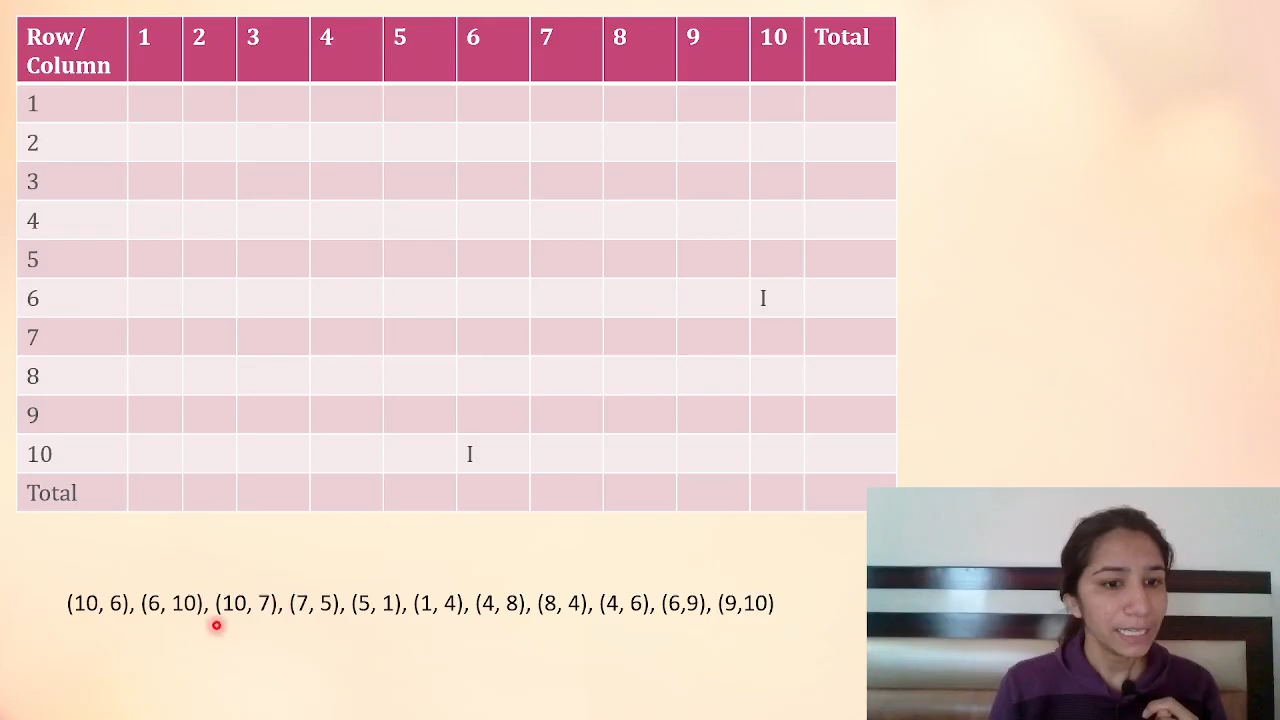 Row/ 1 2 3 4 5 6 7 8 9 10 Total
Column
1
2
3
4
5
6 I
7
8
9
10 I
Total
(10, 6), (6, 10), (10, 7), (7, 5), (5, 1), (1, 4), (4, 8), (8, 4), (4, 6), (6,9), (9,10)